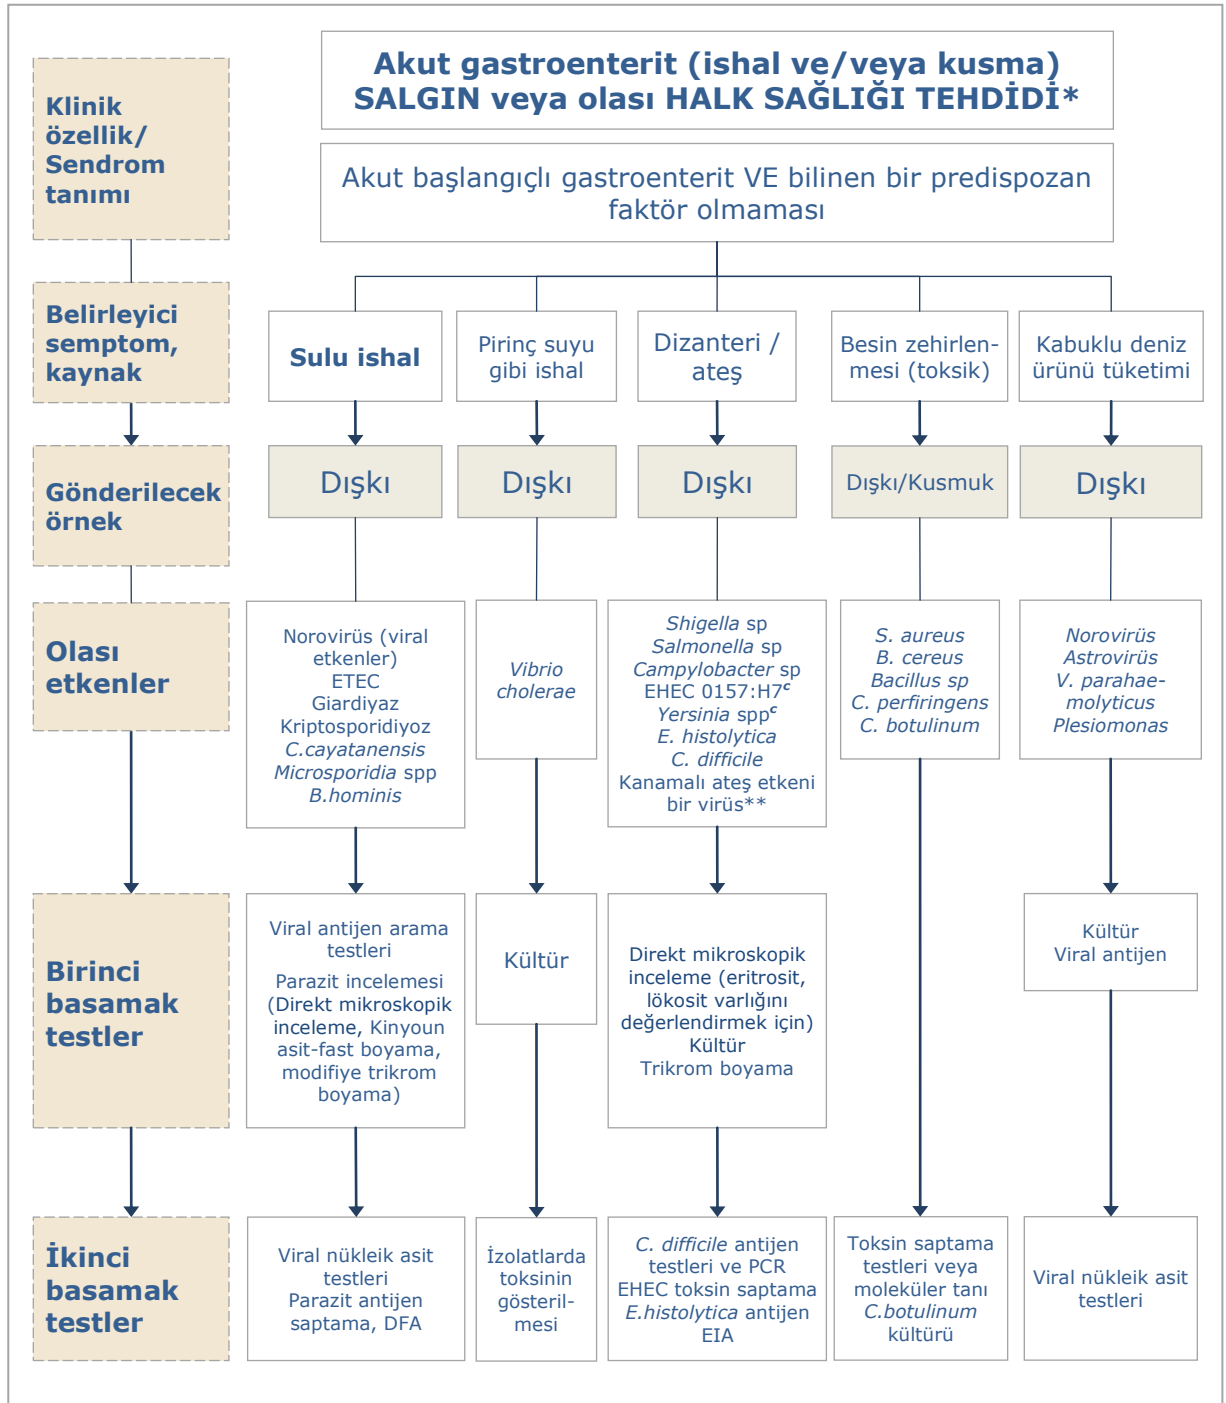 Akut gastroenterit (ishal ve/veya kusma)
SALGIN veya olası HALK SAĞLIĞI TEHDİDİ*
Klinik
özellik/
Sendrom
tanımı
Akut başlangıçlı gastroenterit VE bilinen bir predispozan
faktör olmaması
Belirleyici
semptom,
kaynak
Sulu ishal
Pirinç suyu
gibi ishal
Dizanteri /
ateş
Besin zehirlen-
mesi (toksik)
Kabuklu deniz
ürünü tüketimi
Gönderilecek
örnek
Dışkı
Dışkı
Dışkı
Dışkı/Kusmuk
Dışkı
Olası
etkenler
Norovirüs (viral
etkenler)
ETEC
Giardiyaz
Kriptosporidiyoz
C.cayatanensis
Microsporidia spp
B.hominis
Vibrio
cholerae
Shigella sp
Salmonella sp
Campylobacter sp
EHEC 0157:H7c
Yersinia sppc
E. histolytica
C. difficile
Kanamalı ateş etkeni
bir virüs**
S. aureus
B. cereus
Bacillus sp
C. perfiringens
C. botulinum
Norovirüs
Astrovirüs
V. parahae-
molyticus
Plesiomonas
Birinci
basamak
testler
Viral antijen arama
testleri
Parazit incelemesi
(Direkt mikroskopik
inceleme, Kinyoun
asit-fast boyama,
modifiye trikrom
boyama)
Kültür
Direkt mikroskopik
inceleme (eritrosit,
lökosit varlığını
değerlendirmek için)
Kültür
Trikrom boyama
Kültür
Viral antijen
İkinci
basamak
testler
Viral nükleik asit
testleri
Parazit antijen
saptama, DFA
İzolatlarda
toksinin
gösteril-
mesi
C. difficile antijen
testleri ve PCR
EHEC toksin saptama
E.histolytica antijen
EIA
Toksin saptama
testleri veya
moleküler tanı
C.botulinum
kültürü
Viral nükleik asit
testleri